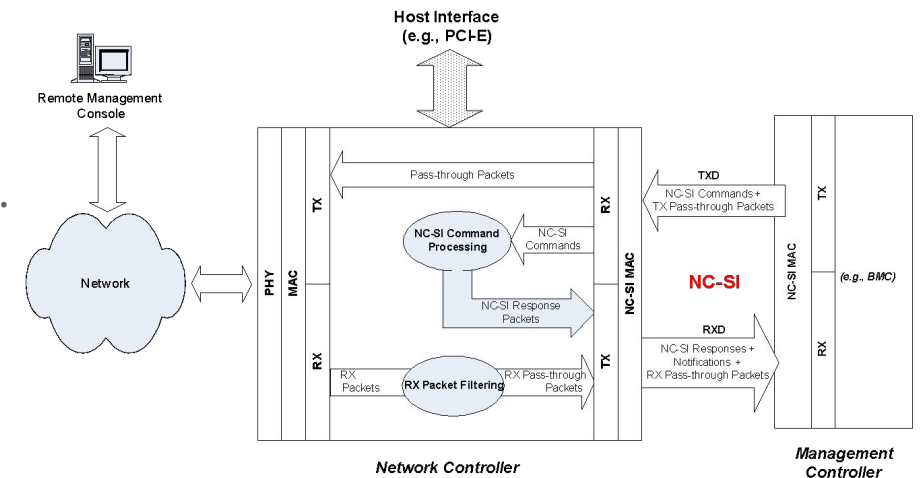 Host Interface
(e.g., PCI-E)
Remote Management
Console
Network
PHY
MAC
TX
RX
Pass-through Packets
NC-SI Command
Processing
NC-SI
Commands
NC-SI Response
Packets
RX
Packets
RX Packet Filtering
RX Pass-through
Packets
RX
TX
NC-SI MAC
Network Controller
TXD
NC-SI Commands +
TX Pass-through Packets
NC-SI
RXD
NC-SI Responses +
Notifications +
RX Pass-through Packets
NC-SI MAC
TX
RX
(e.g., BMC)
Management
Controller